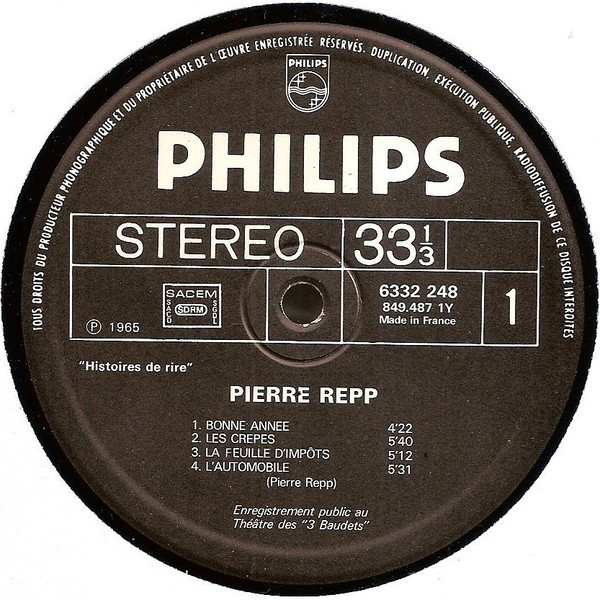 TOUS DROITS DU PRODUCTEUR PHONOGRAPHIQUE ET DU PROPRIÉTAIRE DE L'ŒUVRE ENREGISTRÉE RÉSERVÉS. DUPLICATION, EXÉCUTION PUBLIQUE, RADIODIFFUSION DE CE DISQUE INTERDITES
PHILIPS
PHILIPS
STEREO 33⅓
SACEM
SACD SDRM SGDL
℗ 1965
6332 248
849.487 1Y
Made in France
1
"Histoires de rire"
PIERRE REPP
1. BONNE ANNEE 4'22
2. LES CREPES 5'40
3. LA FEUILLE D'IMPÔTS 5'12
4. L'AUTOMOBILE 5'31
(Pierre Repp)
Enregistrement public au
Théâtre des "3 Baudets"